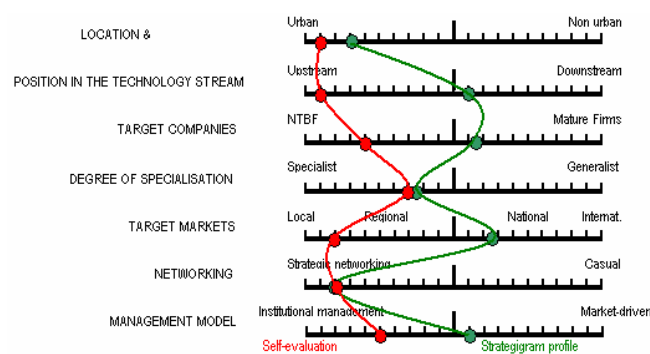 Urban Non urban
LOCATION &
Upstream Downstream
POSITION IN THE TECHNOLOGY STREAM
NTBF Mature Firms
TARGET COMPANIES
Specialist Generalist
DEGREE OF SPECIALISATION
Local Regional National Internat.
TARGET MARKETS
Strategic networking Casual
NETWORKING
Institutional management Market-driven
MANAGEMENT MODEL
Self-evaluation Strategigram profile